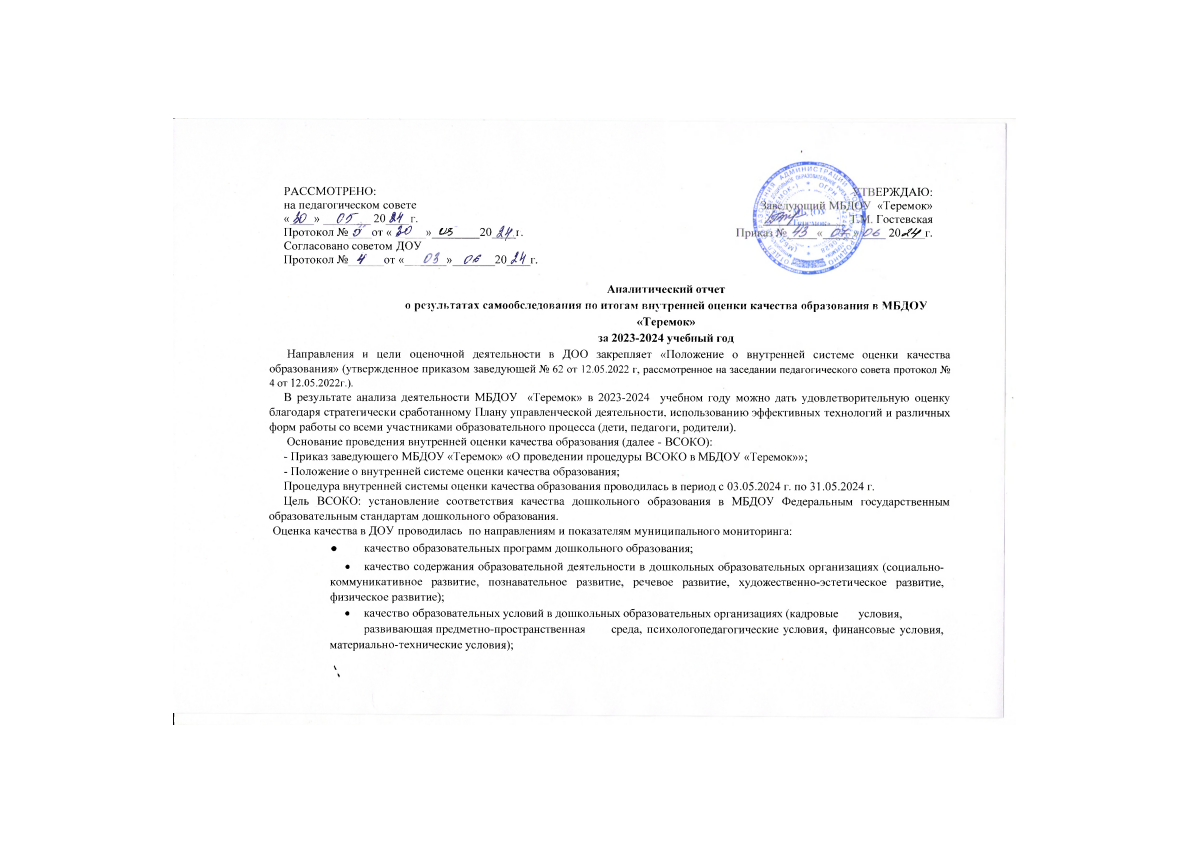 РАССМОТРЕНО:
на педагогическом совете
« 30 » 05 20 24 г.
Протокол № 5 от « 30 » 05 20 24 г.
Согласовано советом ДОУ
Протокол № 4 от « 03 » 06 20 24 г.
УТВЕРЖДАЮ:
Заведующий МБДОУ «Теремок»
Т.М. Гостевская
Приказ № 43 « 07 » 06 2024 г.
Аналитический отчет
о результатах самообследования по итогам внутренней оценки качества образования в МБДОУ
«Теремок»
за 2023-2024 учебный год
Направления и цели оценочной деятельности в ДОО закрепляет «Положение о внутренней системе оценки качества
образования» (утвержденное приказом заведующей № 62 от 12.05.2022 г, рассмотренное на заседании педагогического совета протокол №
4 от 12.05.2022г.).
В результате анализа деятельности МБДОУ «Теремок» в 2023-2024 учебном году можно дать удовлетворительную оценку
благодаря стратегически сработанному Плану управленческой деятельности, использованию эффективных технологий и различных
форм работы со всеми участниками образовательного процесса (дети, педагоги, родители).
Основание проведения внутренней оценки качества образования (далее - ВСОКО):
- Приказ заведующего МБДОУ «Теремок» «О проведении процедуры ВСОКО в МБДОУ «Теремок»»;
- Положение о внутренней системе оценки качества образования;
Процедура внутренней системы оценки качества образования проводилась в период с 03.05.2024 г. по 31.05.2024 г.
Цель ВСОКО: установление соответствия качества дошкольного образования в МБДОУ Федеральным государственным
образовательным стандартам дошкольного образования.
Оценка качества в ДОУ проводилась по направлениям и показателям муниципального мониторинга:
● качество образовательных программ дошкольного образования;
• качество содержания образовательной деятельности в дошкольных образовательных организациях (социально-
коммуникативное развитие, познавательное развитие, речевое развитие, художественно-эстетическое развитие,
физическое развитие);
• качество образовательных условий в дошкольных образовательных организациях (кадровые условия,
развивающая предметно-пространственная среда, психологопедагогические условия, финансовые условия,
материально-технические условия);